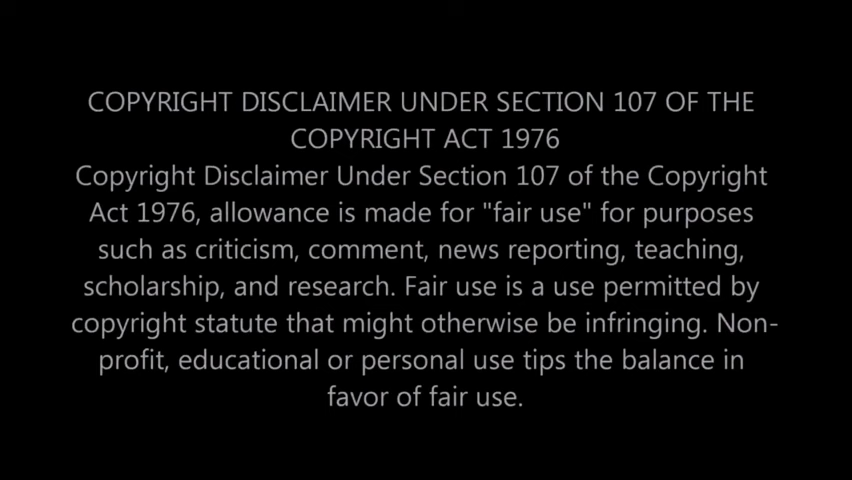 COPYRIGHT DISCLAIMER UNDER SECTION 107 OF THE
COPYRIGHT ACT 1976
Copyright Disclaimer Under Section 107 of the Copyright
Act 1976, allowance is made for "fair use" for purposes
such as criticism, comment, news reporting, teaching,
scholarship, and research. Fair use is a use permitted by
copyright statute that might otherwise be infringing. Non-
profit, educational or personal use tips the balance in
favor of fair use.